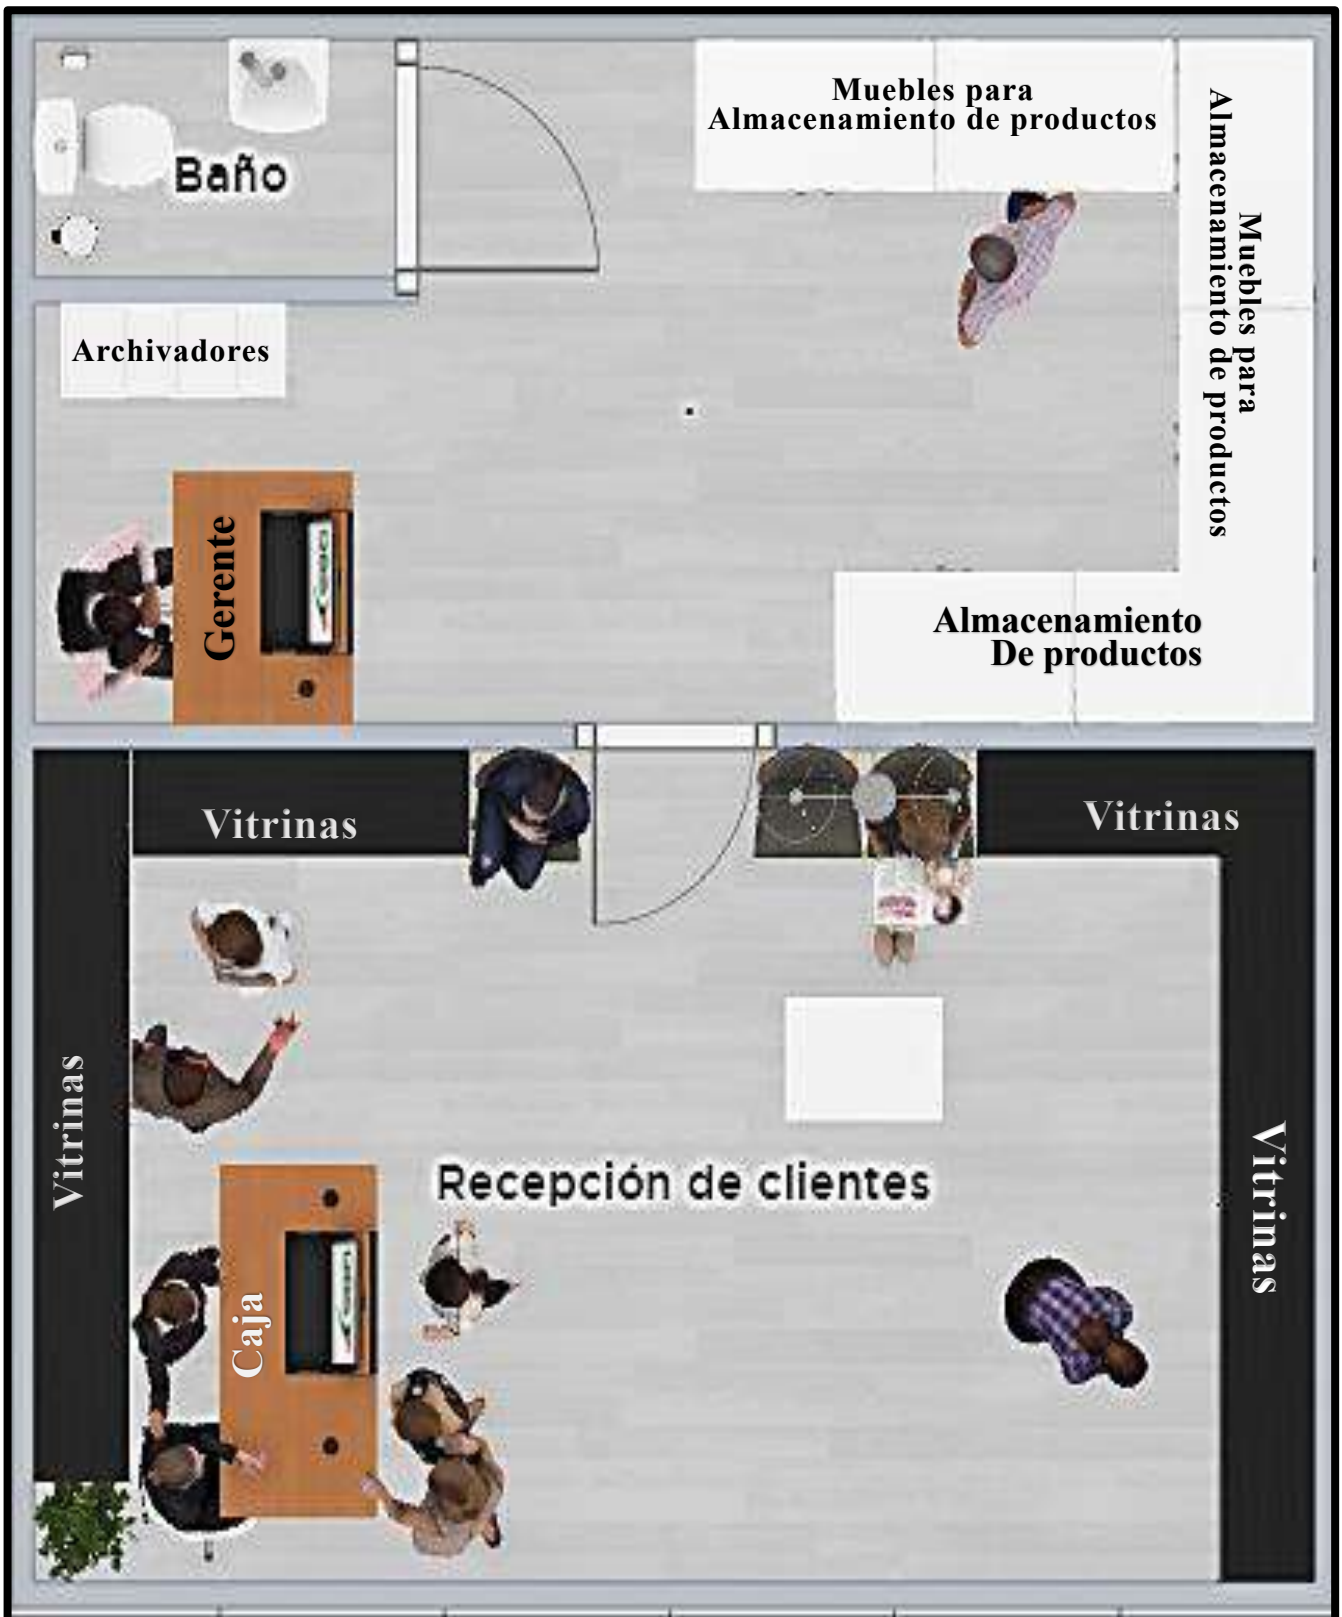 Muebles para
Almacenamiento de productos
Muebles para
Almacenamiento de productos
Baño
Archivadores
Gerente
Almacenamiento
De productos
Vitrinas
Vitrinas
Vitrinas
Recepción de clientes
Vitrinas
Caja